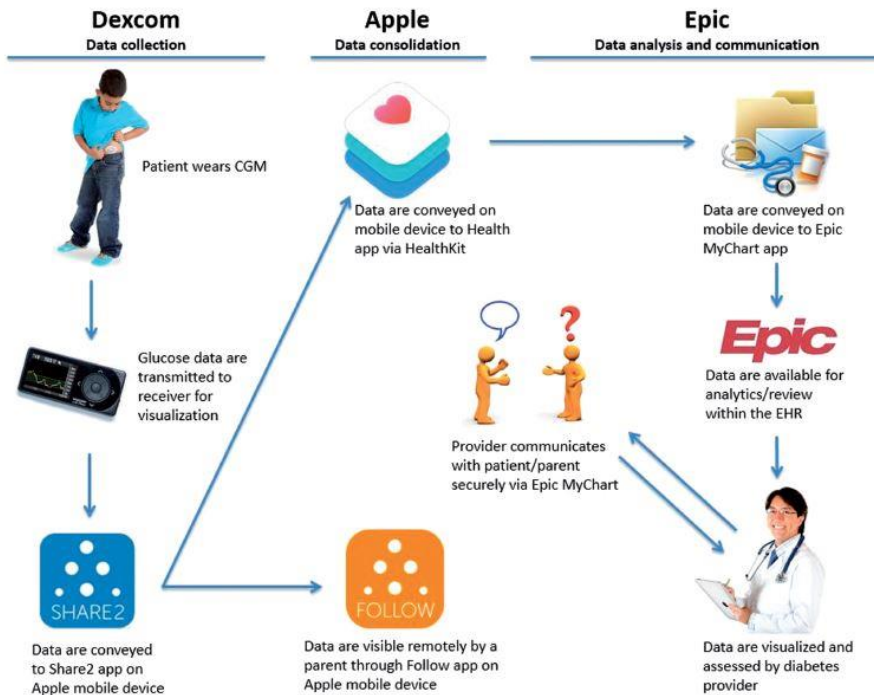 Dexcom
Data collection
Apple
Data consolidation
Epic
Data analysis and communication
Patient wears CGM
Data are conveyed on
mobile device to Health
app via HealthKit
Data are conveyed on
mobile device to Epic
MyChart app
Glucose data are
transmitted to
receiver for
visualization
Epic
Data are available for
analytics/review
within the EHR
?
Provider communicates
with patient/parent
securely via Epic MyChart
SHARE2
Data are conveyed
to Share2 app on
Apple mobile device
FOLLOW
Data are visible remotely by a
parent through Follow app on
Apple mobile device
Data are visualized and
assessed by diabetes
provider